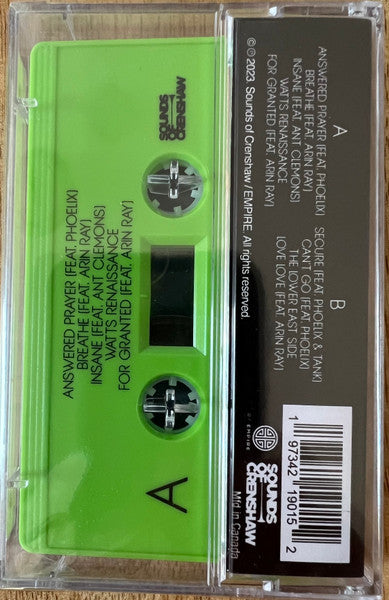 ANSWERED PRAYER [FEAT. PHOELIX]
BREATHE [FEAT. ARIN RAY]
INSANE [FEAT. ANT CLEMONS]
WATTS RENAISSANCE
FOR GRANTED [FEAT. ARIN RAY]
A
SOUNDS
OF
CRENSHAW
A
ANSWERED PRAYER [FEAT. PHOELIX]
BREATHE [FEAT. ARIN RAY]
INSANE [FEAT. ANT CLEMONS]
WATTS RENAISSANCE
FOR GRANTED [FEAT. ARIN RAY]
B
SECURE [FEAT. PHOELIX & TANK]
CAN'T GO [FEAT. PHOELIX]
THE LOWER EAST SIDE
LOVE LOVE [FEAT. ARIN RAY]
©℗ 2023. Sounds of Crenshaw / EMPIRE. All rights reserved.
EMPIRE
SOUNDS
OF
CRENSHAW
Mfd. in Canada
1 97342 19015 2